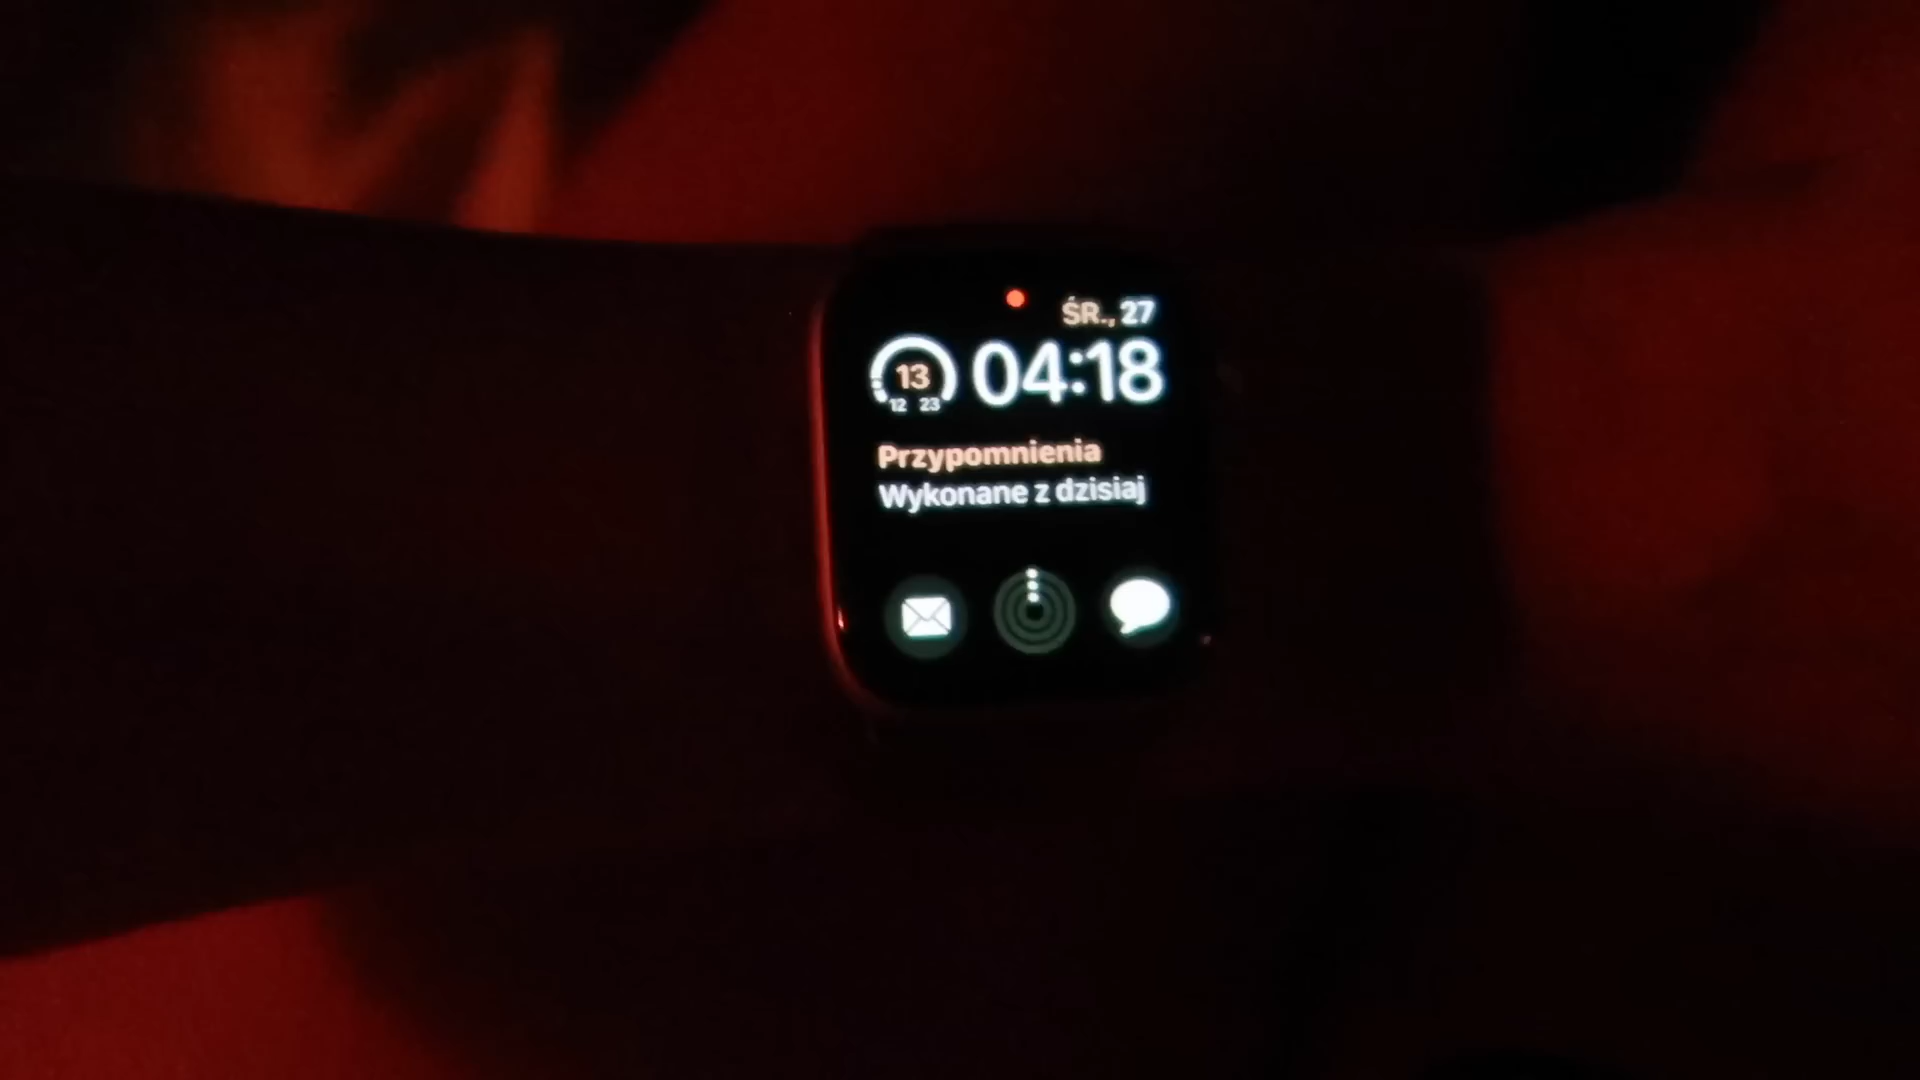 ŚR., 27
13
12 23
04:18
Przypomnienia
Wykonane z dzisiaj